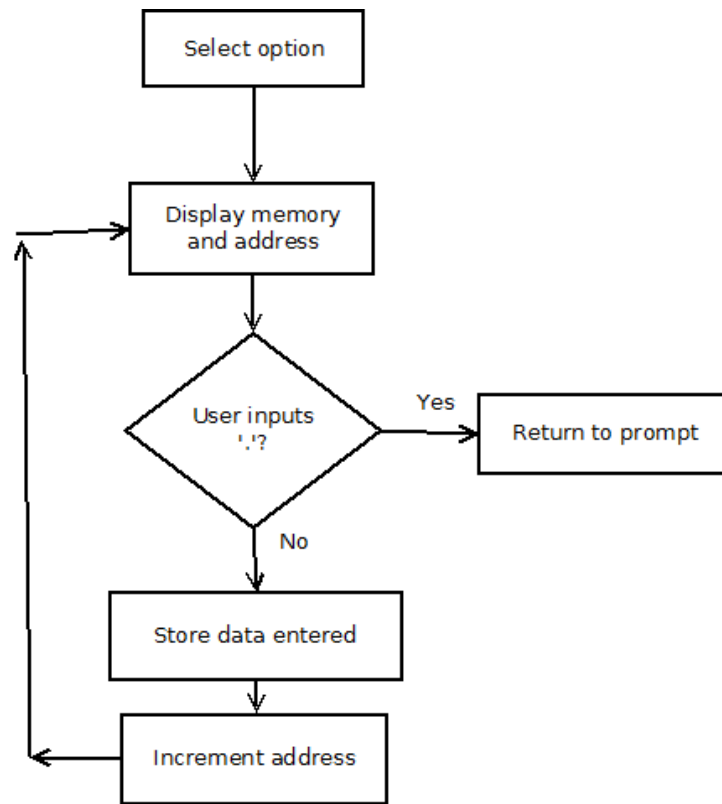 Select option
Display memory
and address
User inputs
'.'?
Yes
Return to prompt
No
Store data entered
Increment address